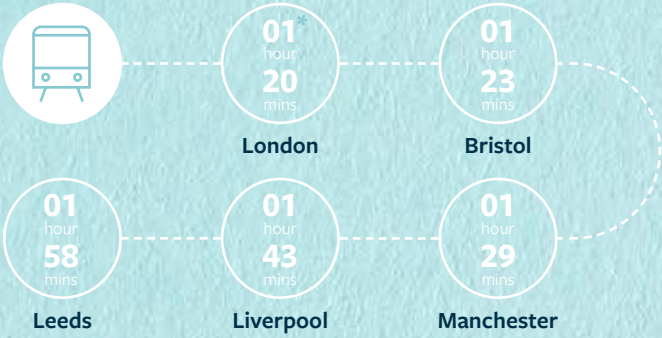 01*
hour
20
mins
London
01
hour
23
mins
Bristol
01
hour
29
mins
Manchester
01
hour
43
mins
Liverpool
01
hour
58
mins
Leeds